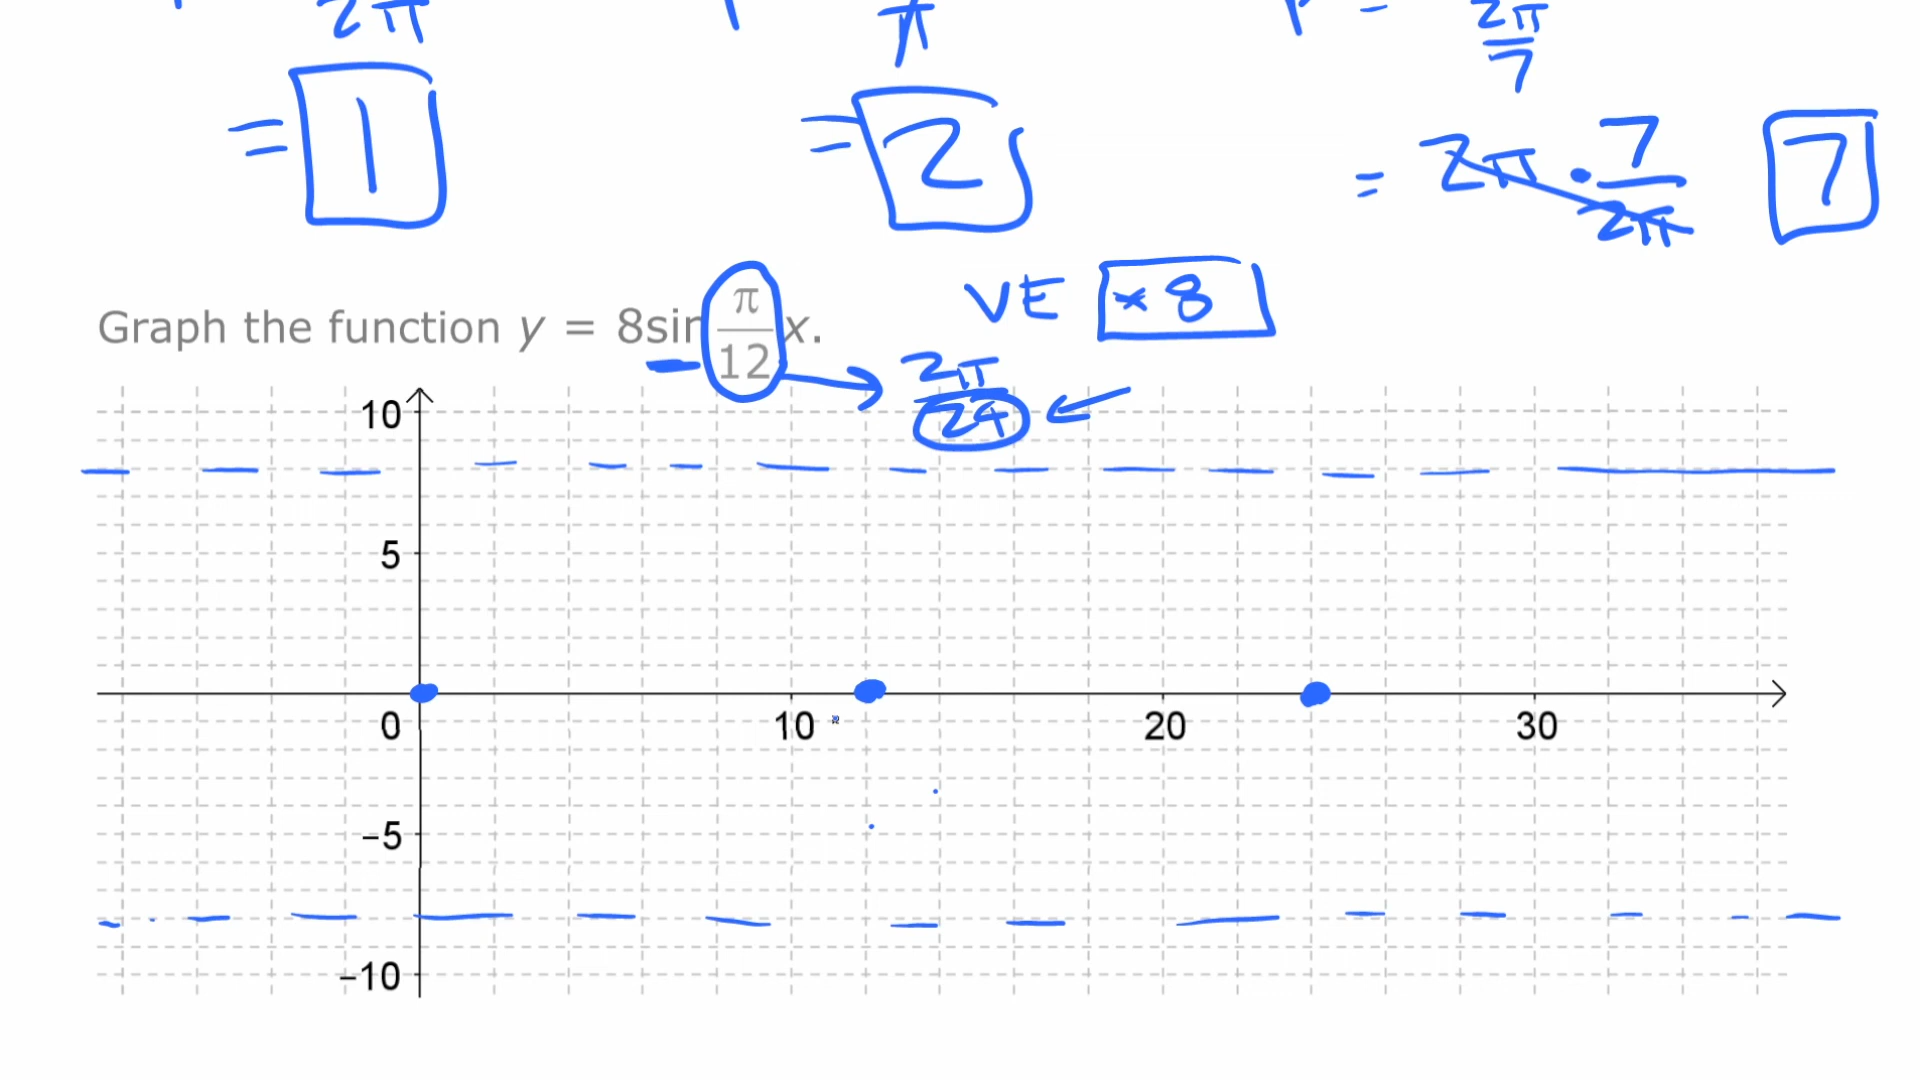 2π
π
P = 2π
2π/7
= 1
= 2
= 2π · 7/2π 7
Graph the function y = 8sin π/12 x.
VE × 8
2π/24
10
5
0 10 20 30
−5
−10